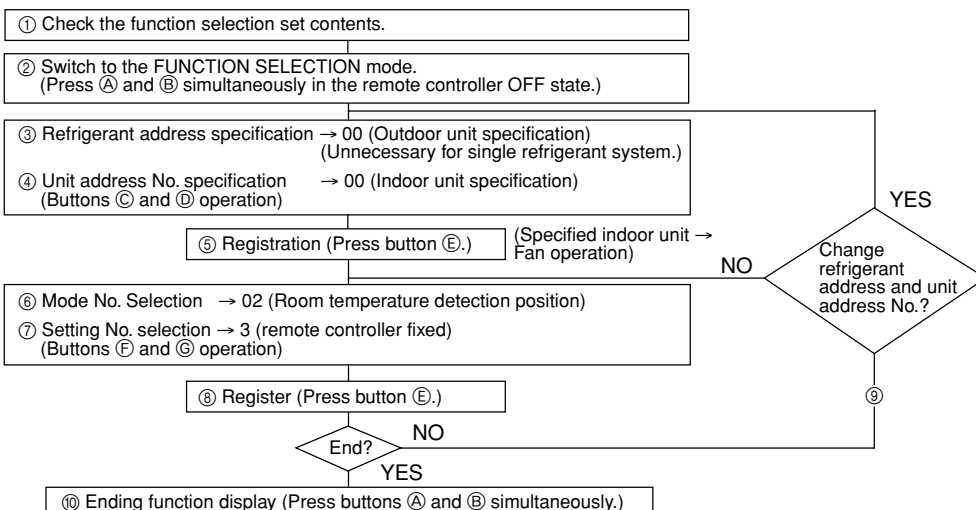 ① Check the function selection set contents.
② Switch to the FUNCTION SELECTION mode.
(Press Ⓐ and Ⓑ simultaneously in the remote controller OFF state.)
③ Refrigerant address specification → 00 (Outdoor unit specification)
(Unnecessary for single refrigerant system.)
④ Unit address No. specification → 00 (Indoor unit specification)
(Buttons Ⓒ and Ⓓ operation)
YES
⑤ Registration (Press button Ⓔ.)
(Specified indoor unit →
Fan operation)
NO
Change
refrigerant
address and unit
address No.?
⑥ Mode No. Selection → 02 (Room temperature detection position)
⑦ Setting No. selection → 3 (remote controller fixed)
(Buttons Ⓕ and Ⓖ operation)
⑧ Register (Press button Ⓔ.)
⑨
End?
NO
YES
⑩ Ending function display (Press buttons Ⓐ and Ⓑ simultaneously.)